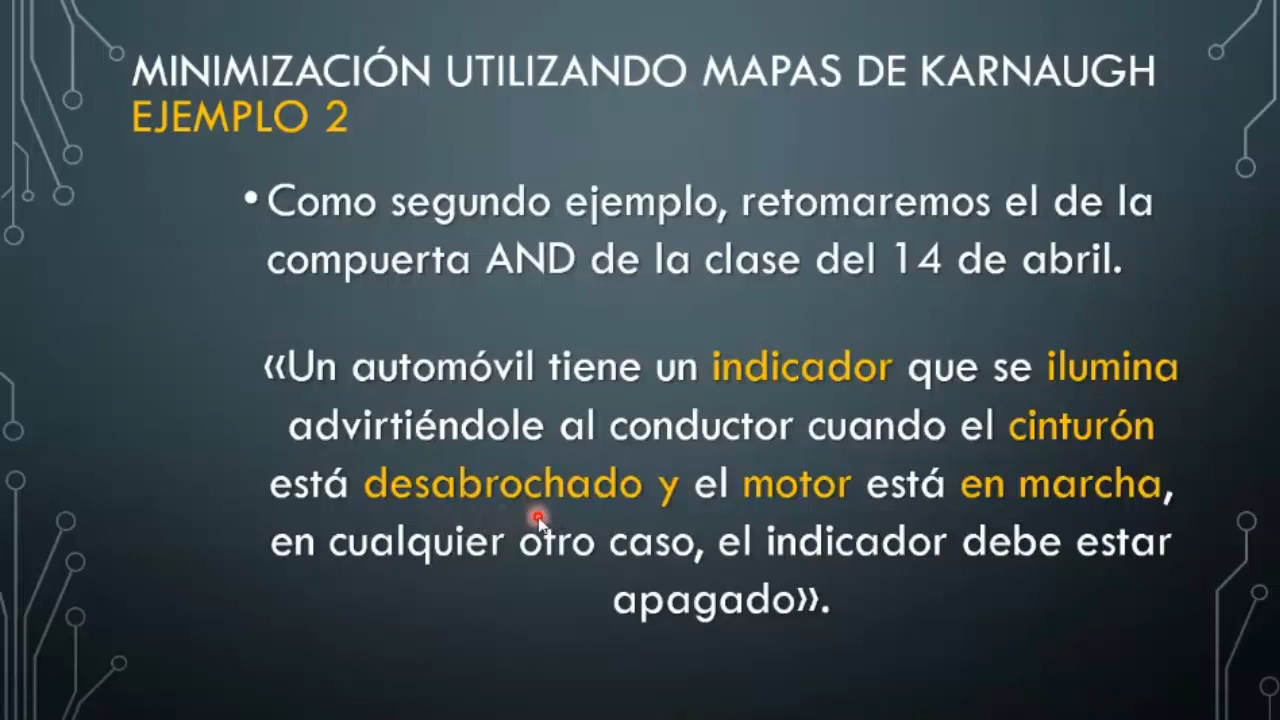 MINIMIZACIÓN UTILIZANDO MAPAS DE KARNAUGH
EJEMPLO 2
• Como segundo ejemplo, retomaremos el de la
compuerta AND de la clase del 14 de abril.
«Un automóvil tiene un indicador que se ilumina
advirtiéndole al conductor cuando el cinturón
está desabrochado y el motor está en marcha,
en cualquier otro caso, el indicador debe estar
apagado».